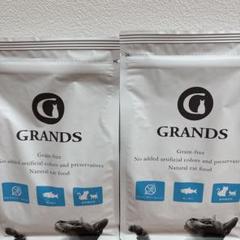 GRANDS
Grain-free
No added artificial colors and preservatives
Natural cat food
GRANDS
Grain-free
No added artificial colors and preservatives
Natural cat food